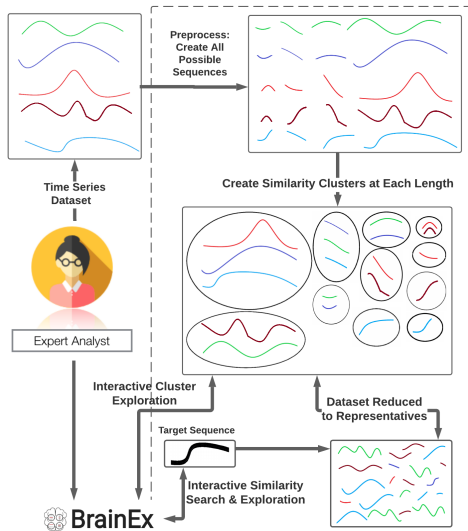 Preprocess:
Create All
Possible
Sequences
Time Series
Dataset
Create Similarity Clusters at Each Length
Expert Analyst
Interactive Cluster
Exploration
Dataset Reduced
to Representatives
Target Sequence
Interactive Similarity
Search & Exploration
BrainEx